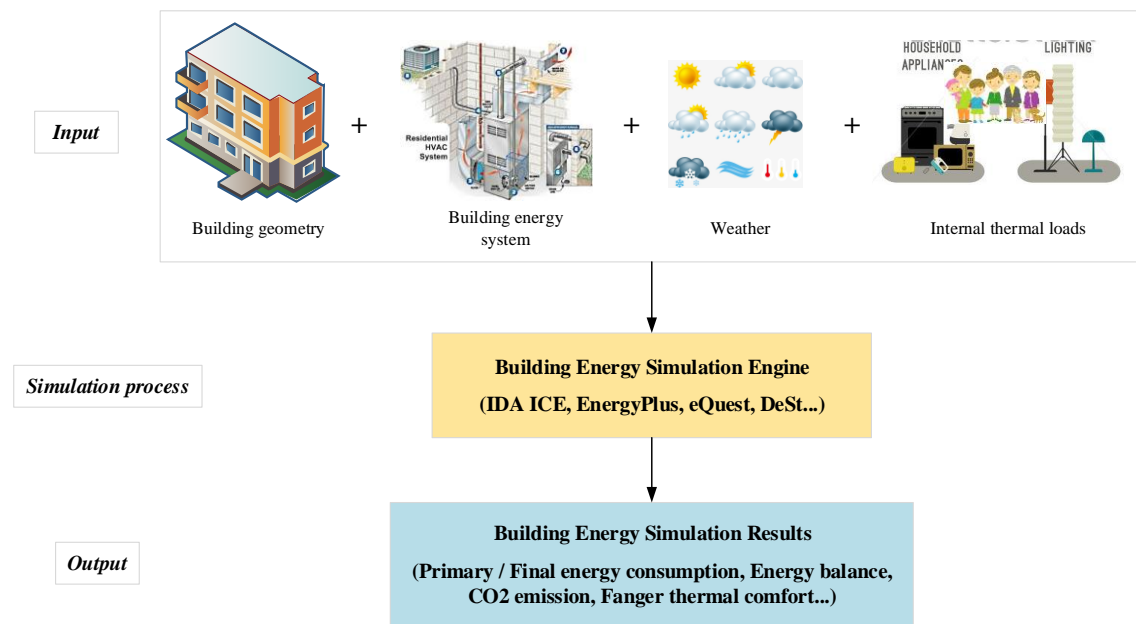 HOUSEHOLD
APPLIANCES
LIGHTING
Residential
HVAC
System
Input
+
+
+
Building geometry
Building energy
system
Weather
Internal thermal loads
Simulation process
Building Energy Simulation Engine
(IDA ICE, EnergyPlus, eQuest, DeSt...)
Output
Building Energy Simulation Results
(Primary / Final energy consumption, Energy balance,
CO2 emission, Fanger thermal comfort...)